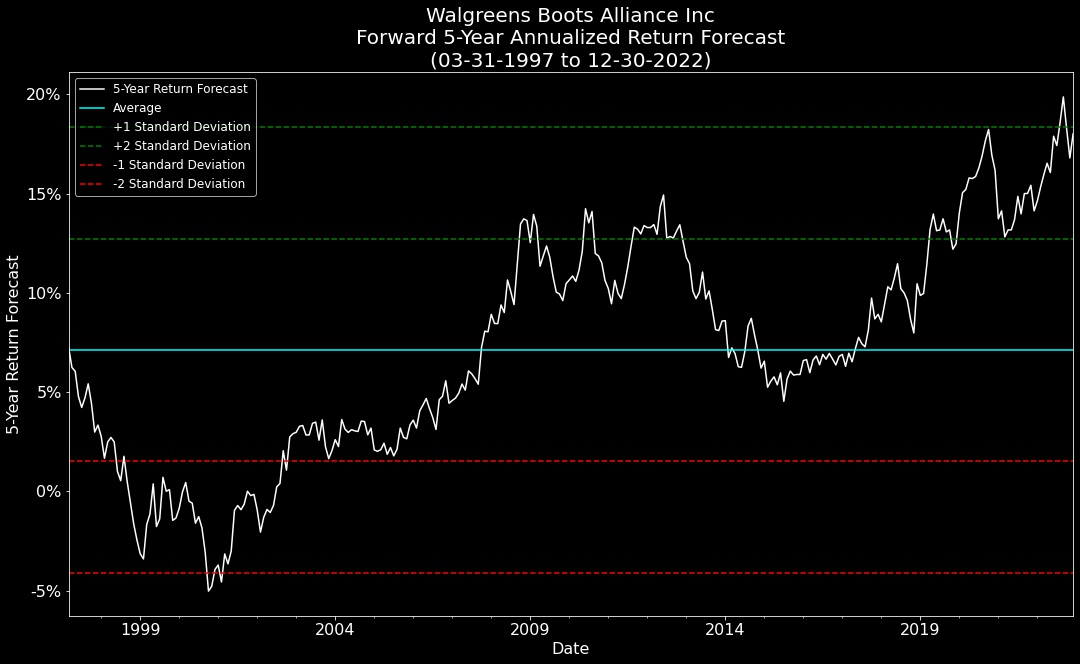 Walgreens Boots Alliance Inc
Forward 5-Year Annualized Return Forecast
(03-31-1997 to 12-30-2022)
5-Year Return Forecast
Average
+1 Standard Deviation
+2 Standard Deviation
-1 Standard Deviation
-2 Standard Deviation
20%
15%
10%
5%
0%
-5%
5-Year Return Forecast
1999
2004
2009
2014
2019
Date